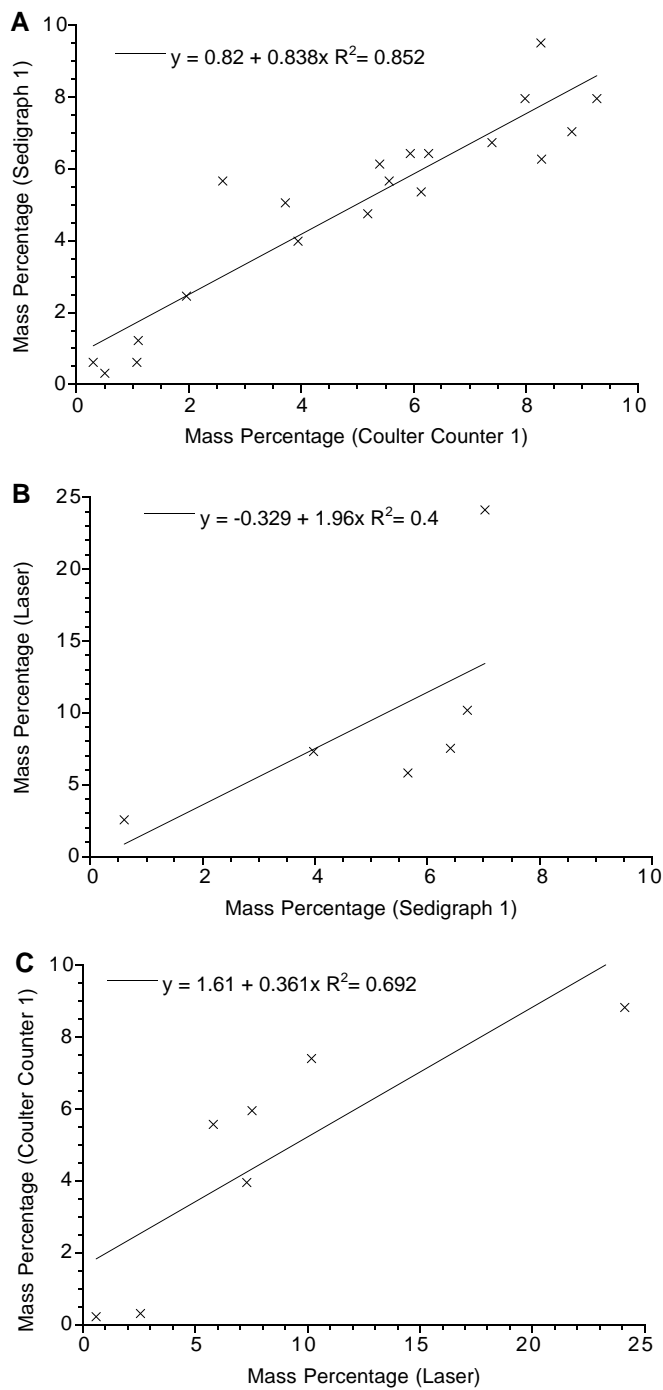 A
10
8
6
4
2
0
y = 0.82 + 0.838x R²= 0.852
Mass Percentage (Sedigraph 1)
0 2 4 6 8 10
Mass Percentage (Coulter Counter 1)
B
25
20
15
10
5
0
y = -0.329 + 1.96x R²= 0.4
Mass Percentage (Laser)
0 2 4 6 8 10
Mass Percentage (Sedigraph 1)
C
10
8
6
4
2
0
y = 1.61 + 0.361x R²= 0.692
Mass Percentage (Coulter Counter 1)
0 5 10 15 20 25
Mass Percentage (Laser)